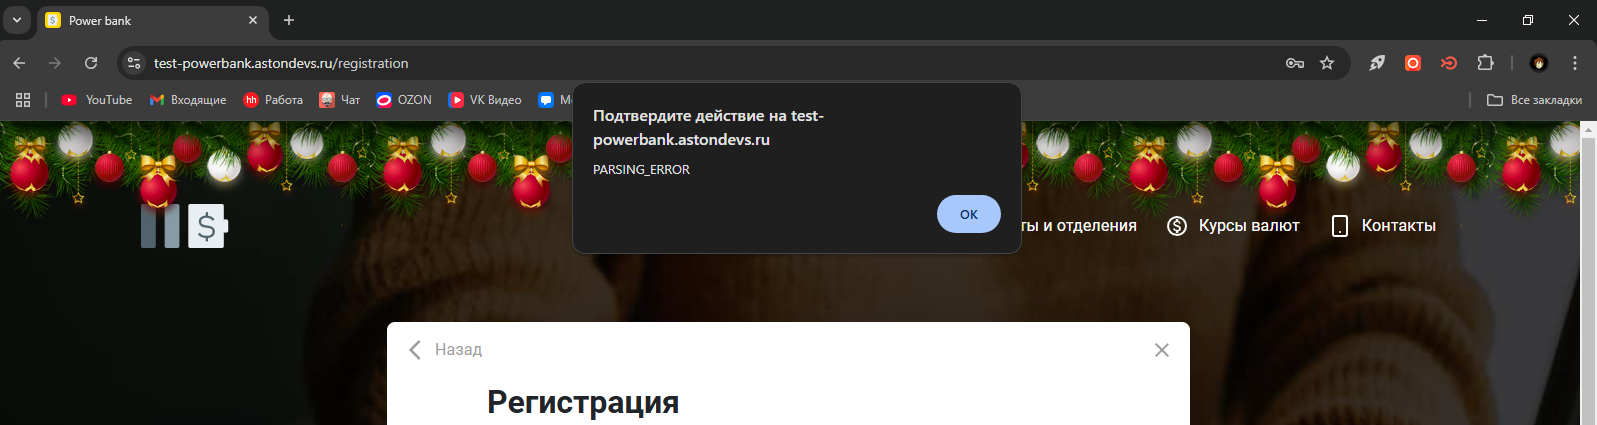 Power bank
test-powerbank.astondevs.ru/registration
YouTube
Входящие
hh
Работа
Чат
OZON
VK Видео
Все закладки
Подтвердите действие на test-
powerbank.astondevs.ru
PARSING_ERROR
OK
ты и отделения
Курсы валют
Контакты
Назад
Регистрация